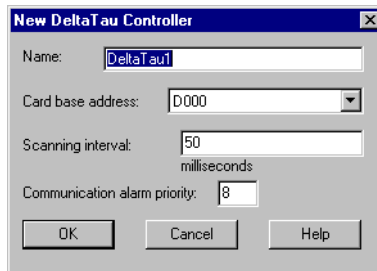 New DeltaTau Controller
Name: DeltaTau1
Card base address: D000
Scanning interval: 50
milliseconds
Communication alarm priority: 8
OK Cancel Help